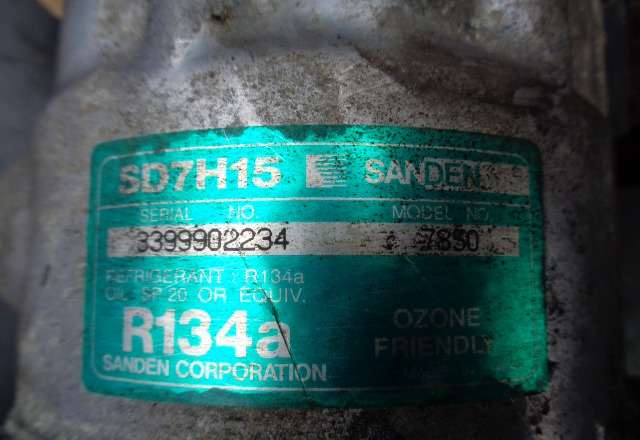 SD7H15 SANDEN
SERIAL NO. MODEL NO.
3399902234 7850
REFRIGERANT : R134a
OIL SP-20 OR EQUIV.
R134a OZONE
FRIENDLY
SANDEN CORPORATION